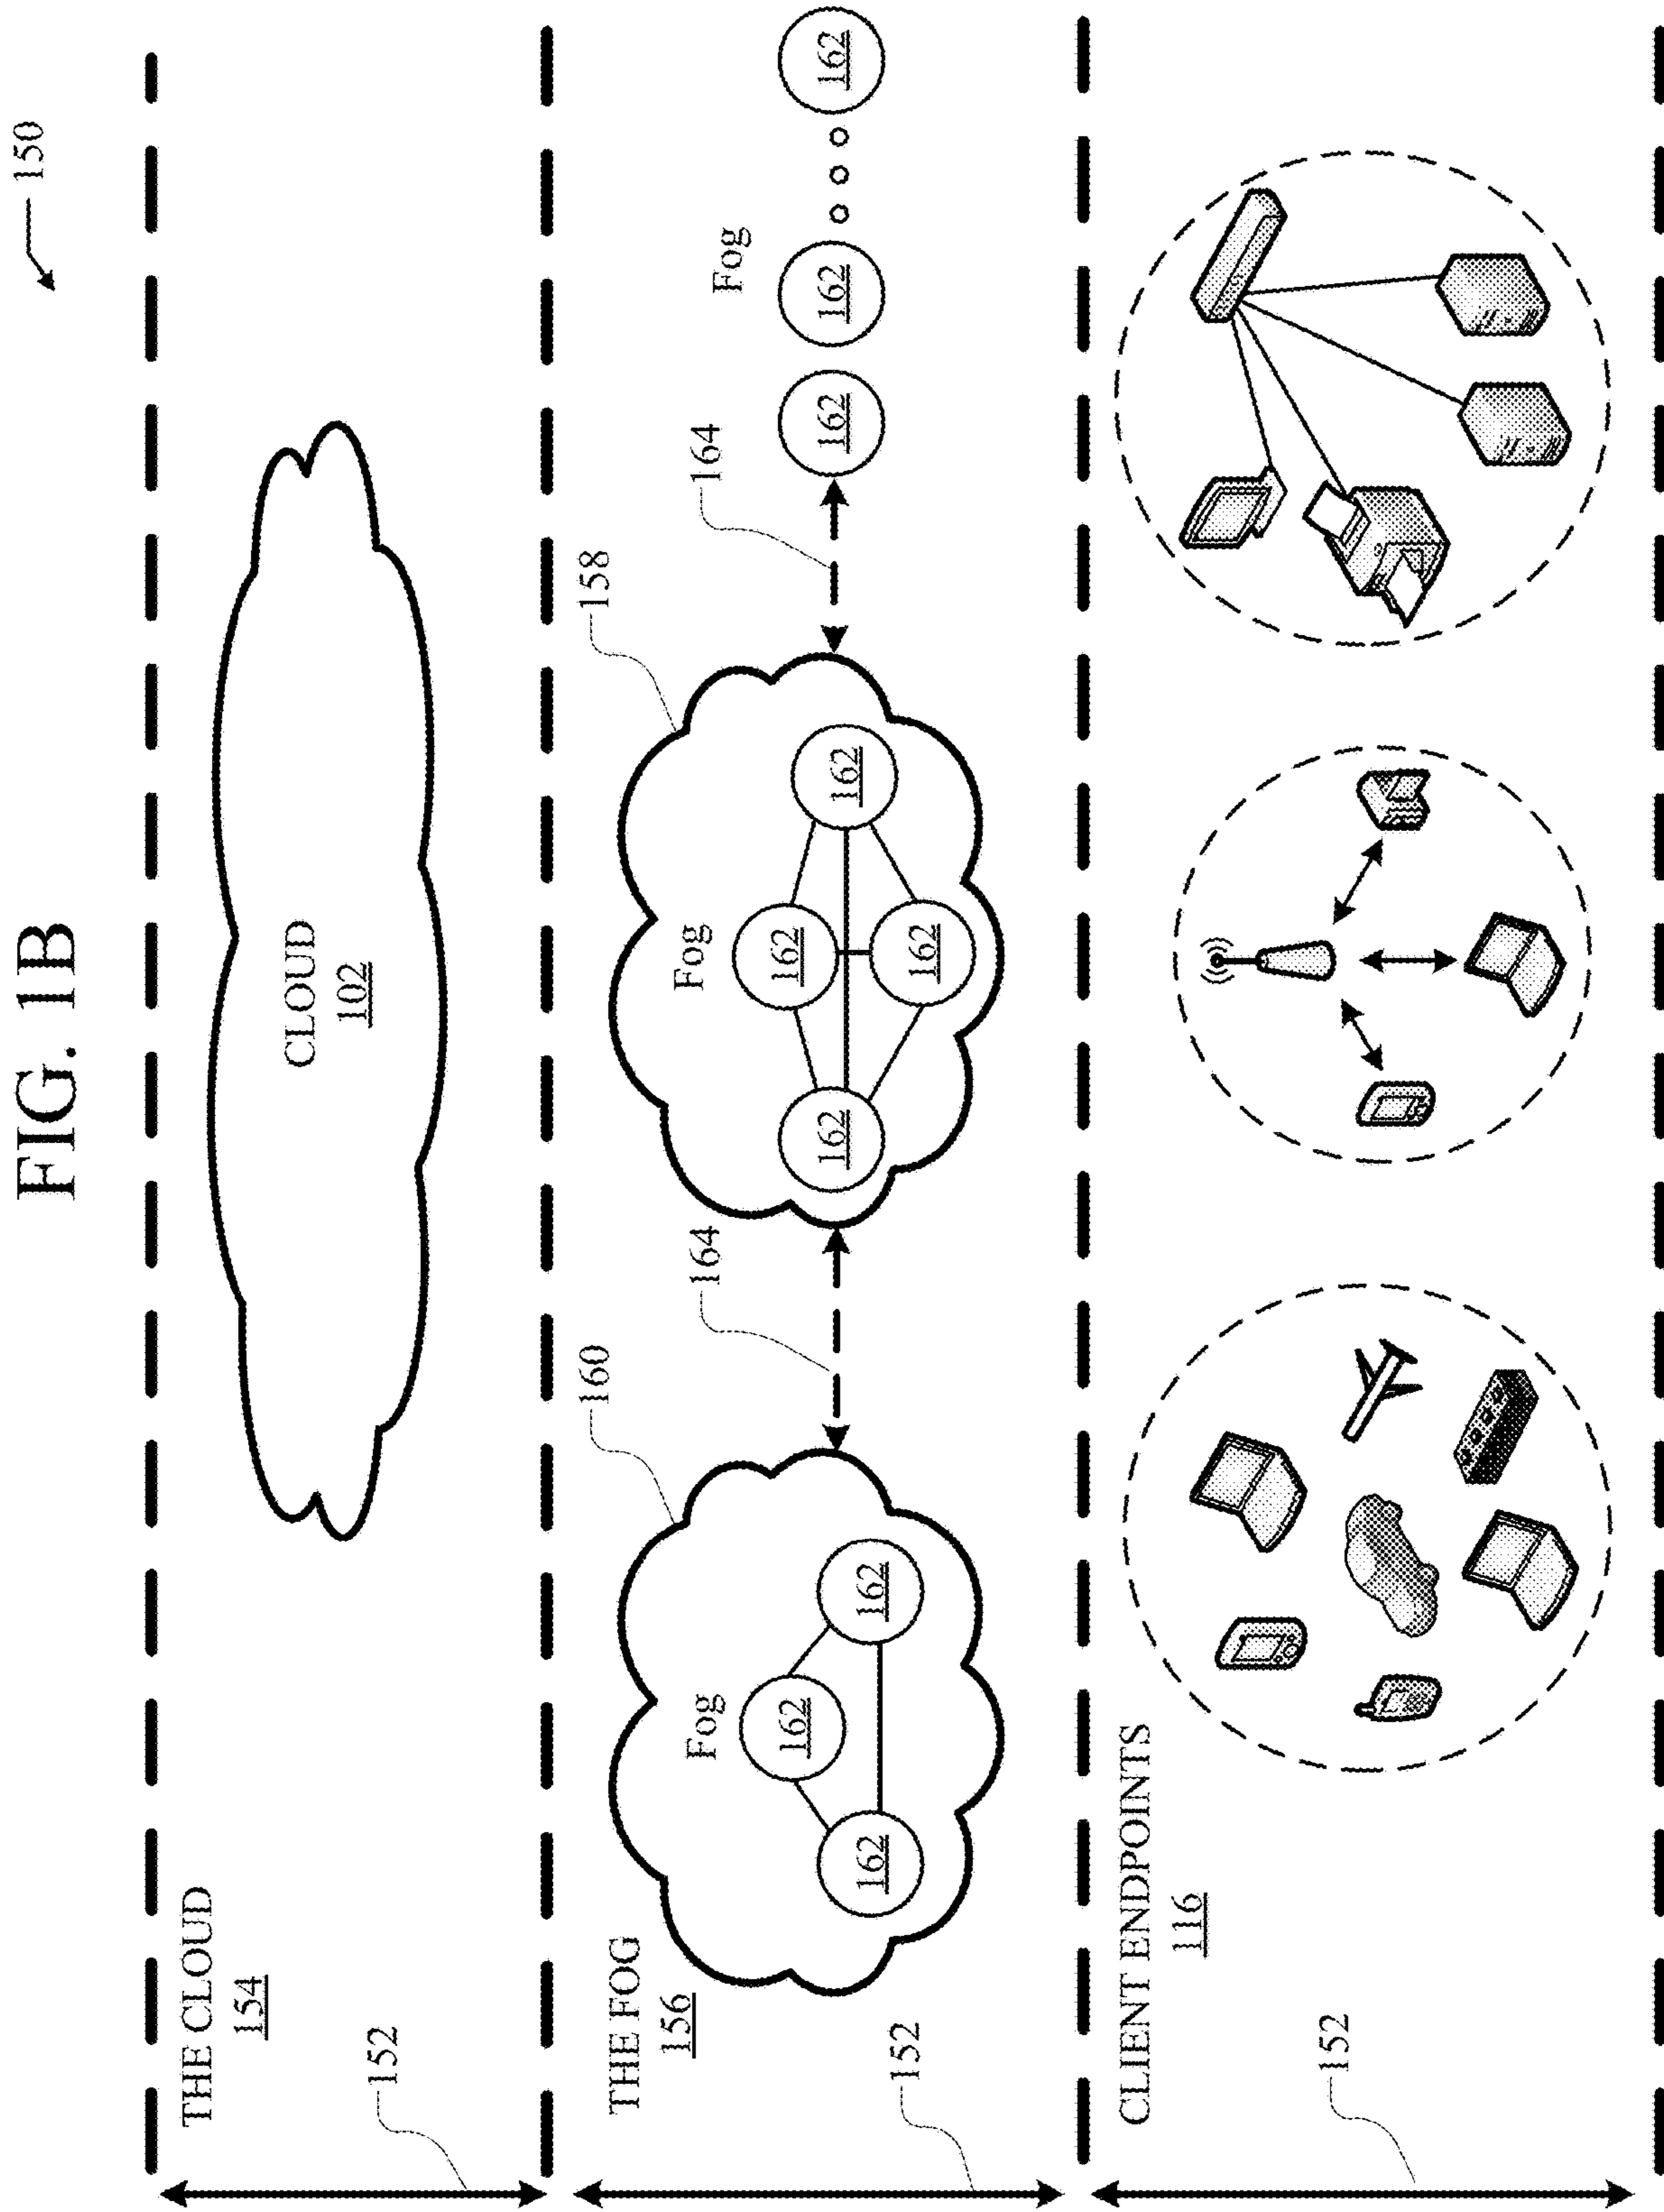 FIG. 1B
150
THE CLOUD
154
152
CLOUD
102
THE FOG
156
152
160
Fog
162
162
162
164
158
Fog
162
162
162
162
164
Fog
162
162
162
CLIENT ENDPOINTS
116
152